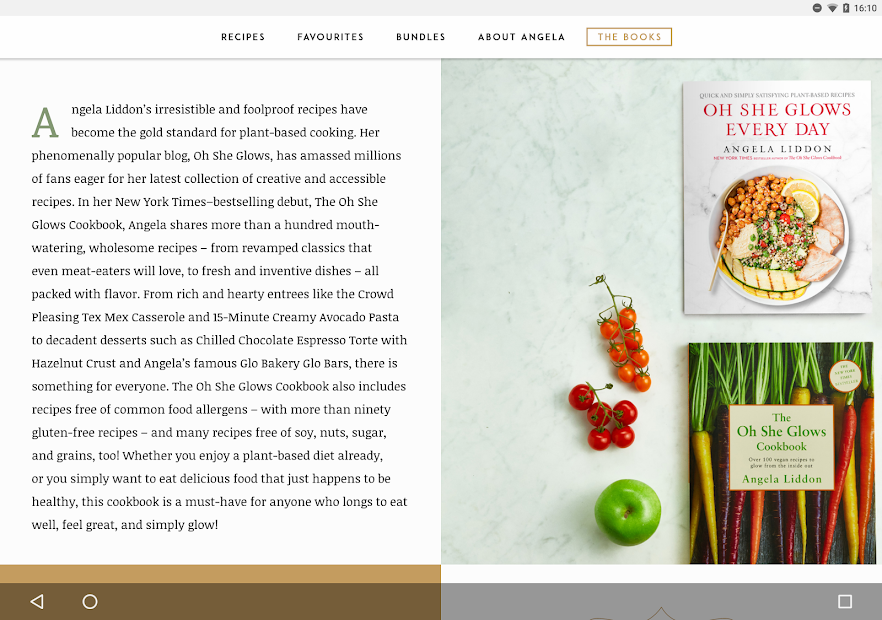 16:10
RECIPES FAVOURITES BUNDLES ABOUT ANGELA THE BOOKS
Angela Liddon's irresistible and foolproof recipes have
become the gold standard for plant-based cooking. Her
phenomenally popular blog, Oh She Glows, has amassed millions
of fans eager for her latest collection of creative and accessible
recipes. In her New York Times–bestselling debut, The Oh She
Glows Cookbook, Angela shares more than a hundred mouth-
watering, wholesome recipes – from revamped classics that
even meat-eaters will love, to fresh and inventive dishes – all
packed with flavor. From rich and hearty entrees like the Crowd
Pleasing Tex Mex Casserole and 15-Minute Creamy Avocado Pasta
to decadent desserts such as Chilled Chocolate Espresso Torte with
Hazelnut Crust and Angela's famous Glo Bakery Glo Bars, there is
something for everyone. The Oh She Glows Cookbook also includes
recipes free of common food allergens – with more than ninety
gluten-free recipes – and many recipes free of soy, nuts, sugar,
and grains, too! Whether you enjoy a plant-based diet already,
or you simply want to eat delicious food that just happens to be
healthy, this cookbook is a must-have for anyone who longs to eat
well, feel great, and simply glow!
QUICK AND SIMPLY SATISFYING PLANT-BASED RECIPES
OH SHE GLOWS
EVERY DAY
ANGELA LIDDON
NEW YORK TIMES BESTSELLING AUTHOR OF The Oh She Glows Cookbook
The
Oh She Glows
Cookbook
Over 100 vegan recipes to
glow from the inside out
Angela Liddon